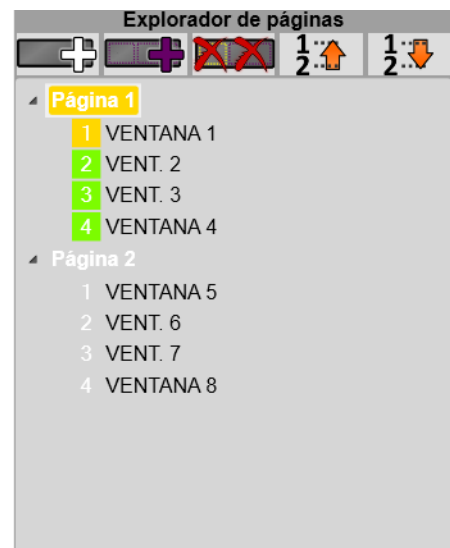 Explorador de páginas
1
2
1
2
Página 1
1 VENTANA 1
2 VENT. 2
3 VENT. 3
4 VENTANA 4
Página 2
1 VENTANA 5
2 VENT. 6
3 VENT. 7
4 VENTANA 8